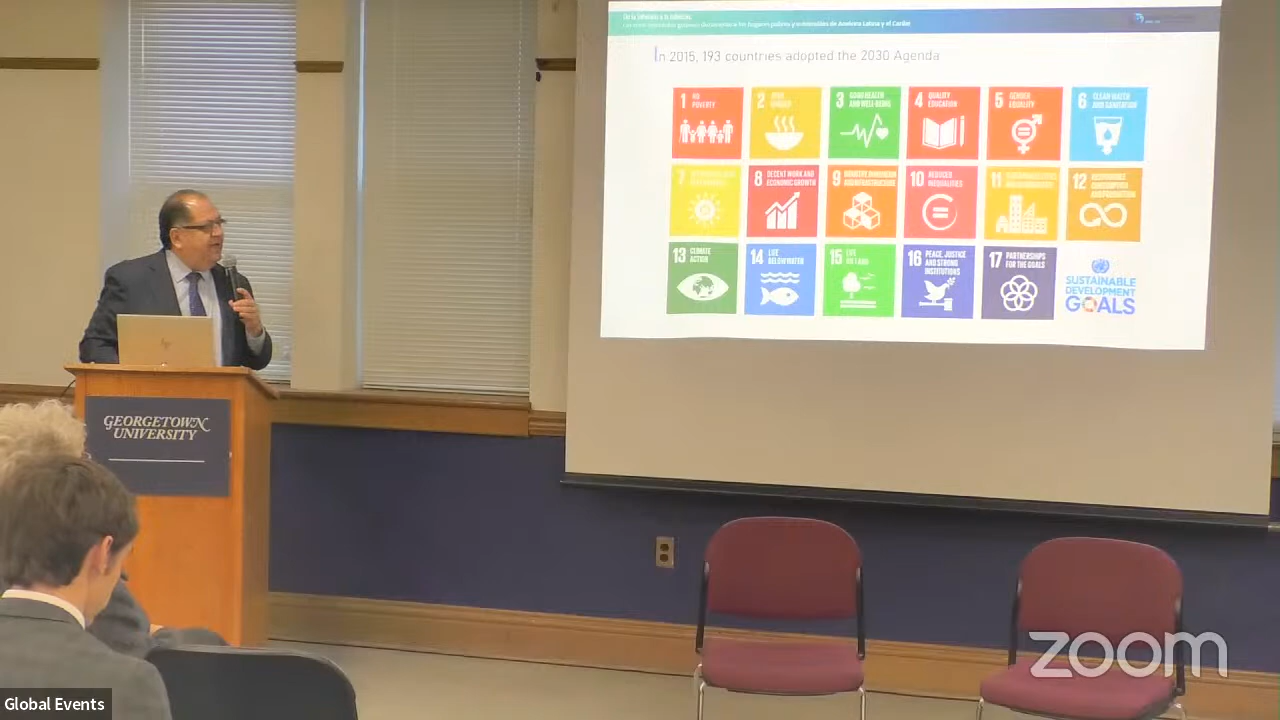 In 2015, 193 countries adopted the 2030 Agenda
1 NO
POVERTY
2 ZERO
HUNGER
3 GOOD HEALTH
AND WELL-BEING
4 QUALITY
EDUCATION
5 GENDER
EQUALITY
6 CLEAN WATER
AND SANITATION
7
8 DECENT WORK AND
ECONOMIC GROWTH
9 INDUSTRY, INNOVATION
AND INFRASTRUCTURE
10 REDUCED
INEQUALITIES
11
12 RESPONSIBLE
CONSUMPTION
13 CLIMATE
ACTION
14 LIFE
BELOW WATER
15 LIFE
ON LAND
16 PEACE, JUSTICE
AND STRONG
INSTITUTIONS
17 PARTNERSHIPS
FOR THE GOALS
SUSTAINABLE
DEVELOPMENT
GOALS
hp
GEORGETOWN
UNIVERSITY
zoom
Global Events